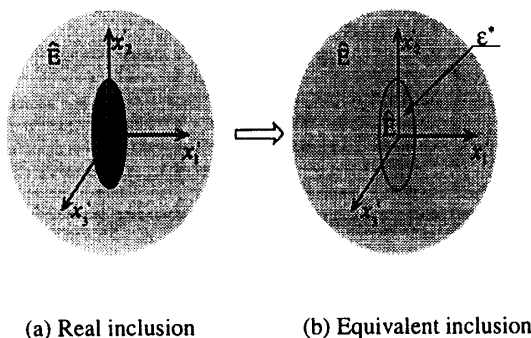 x'₂
Ê
x'₁
x'₃
x'₂
ε*
Ê
Ê
x'₁
x'₃
(a) Real inclusion
(b) Equivalent inclusion